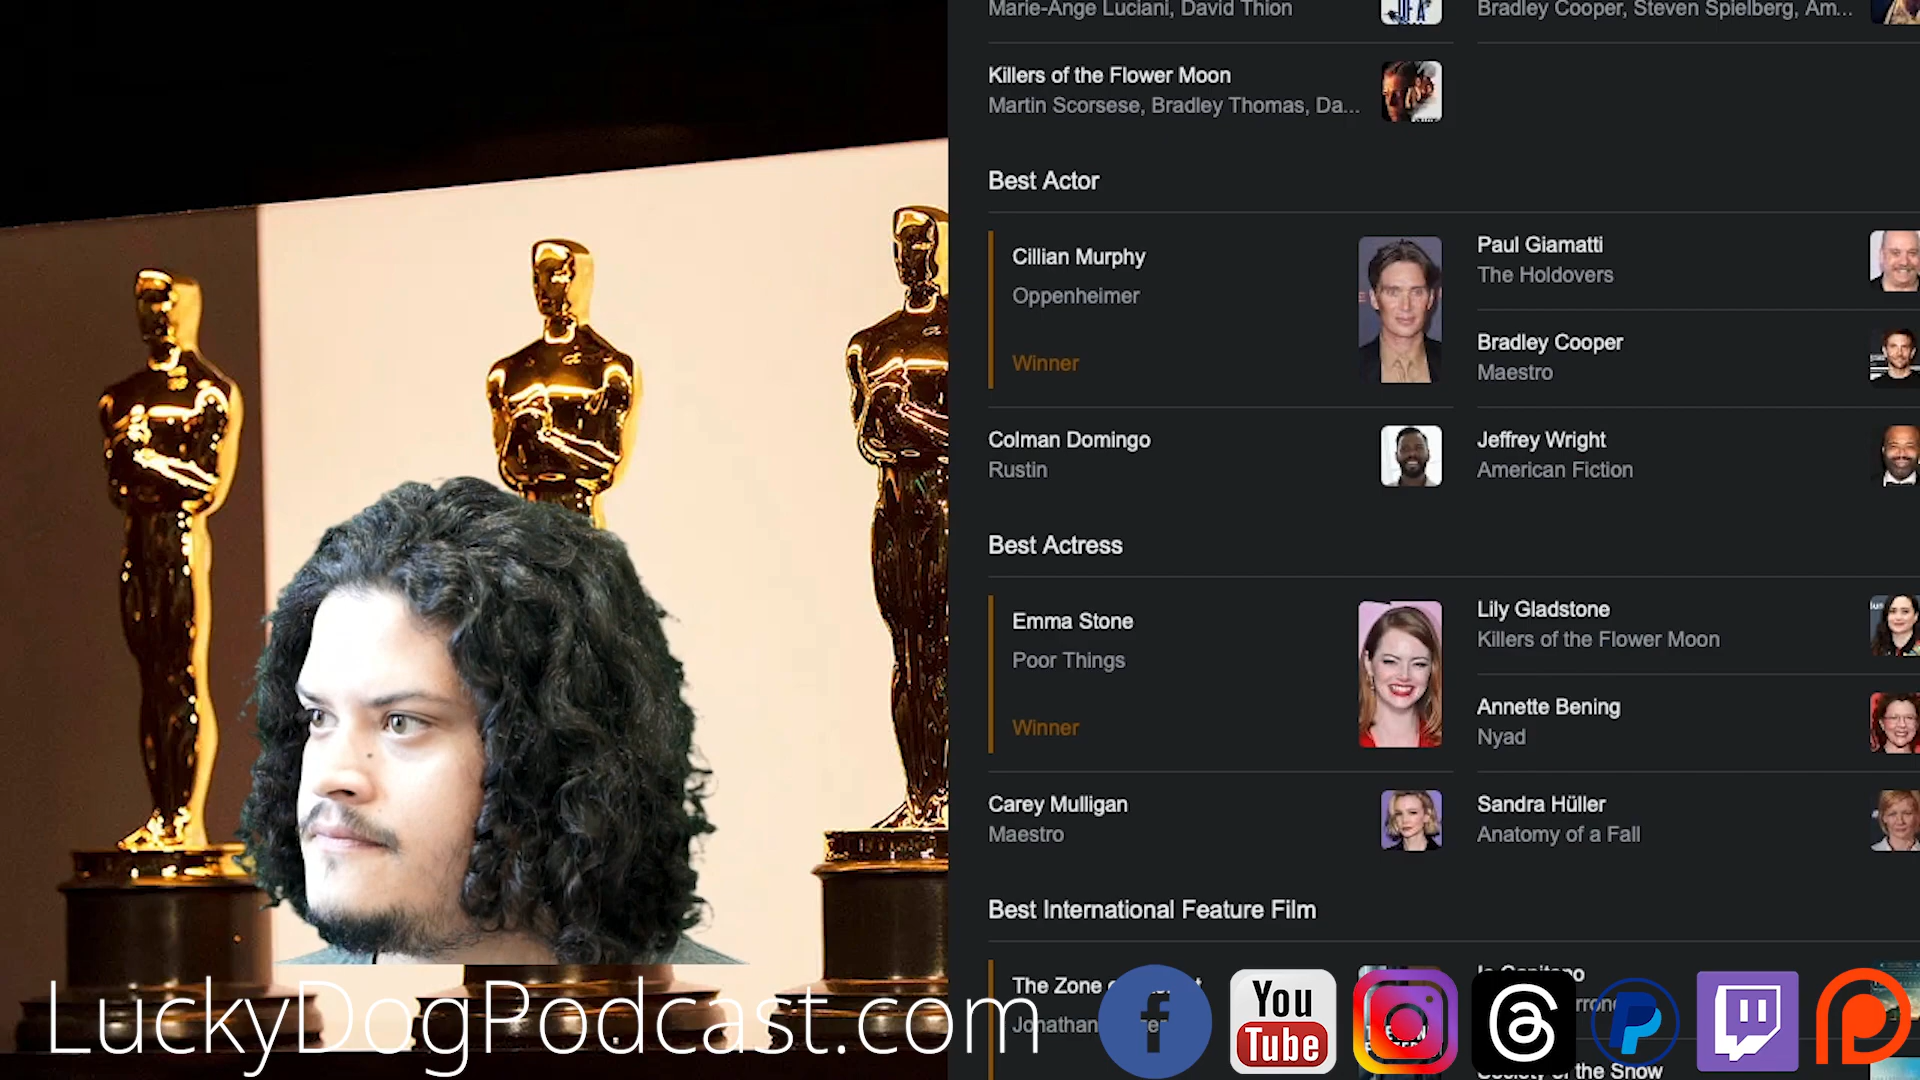 Marie-Ange Luciani, David Thion
Bradley Cooper, Steven Spielberg, Am...
Killers of the Flower Moon
Martin Scorsese, Bradley Thomas, Da...
Best Actor
Cillian Murphy
Oppenheimer
Winner
Paul Giamatti
The Holdovers
Bradley Cooper
Maestro
Colman Domingo
Rustin
Jeffrey Wright
American Fiction
Best Actress
Emma Stone
Poor Things
Winner
Lily Gladstone
Killers of the Flower Moon
Annette Bening
Nyad
Carey Mulligan
Maestro
Sandra Hüller
Anatomy of a Fall
Best International Feature Film
The Zone
Jonathan
the Snow
LuckyDogPodcast.com
You
Tube